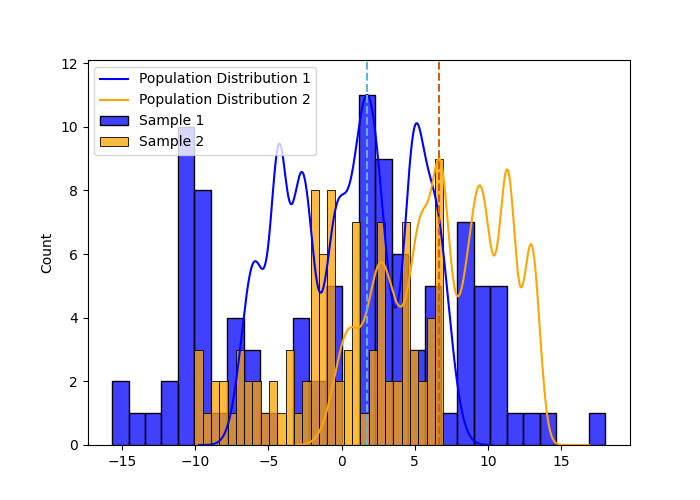 Population Distribution 1
Population Distribution 2
Sample 1
Sample 2
Count
12
10
8
6
4
2
0
−15 −10 −5 0 5 10 15